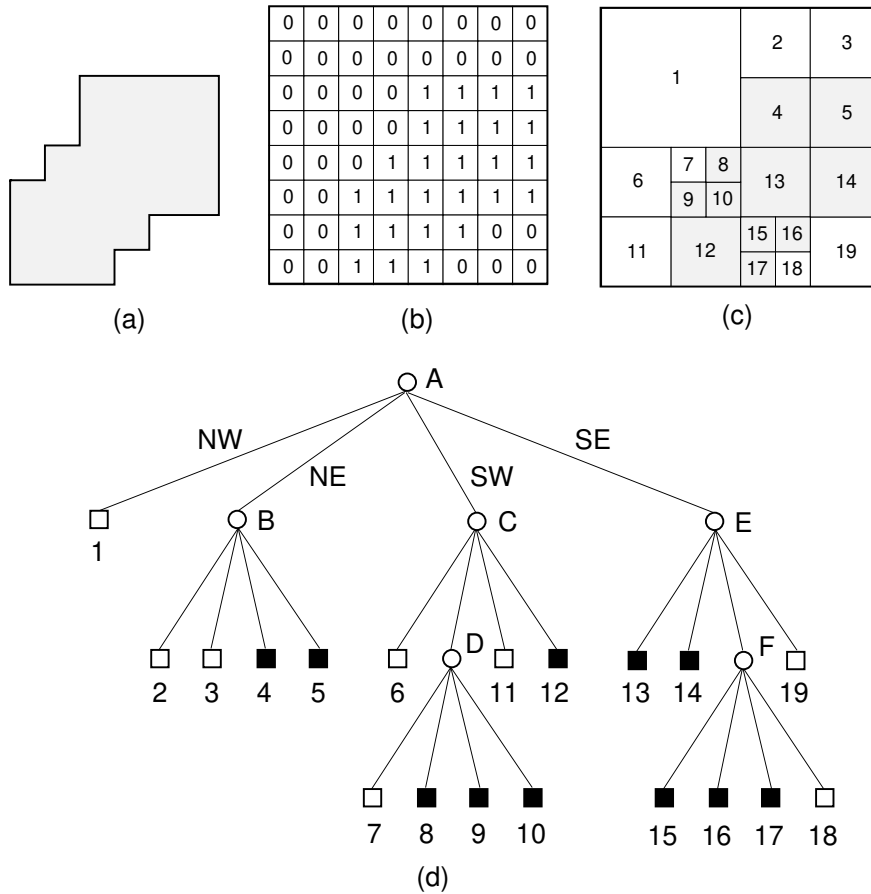 0 0 0 0 0 0 0 0
0 0 0 0 0 0 0 0
0 0 0 0 1 1 1 1
0 0 0 0 1 1 1 1
0 0 0 1 1 1 1 1
0 0 1 1 1 1 1 1
0 0 1 1 1 1 0 0
0 0 1 1 1 0 0 0
2 3
1
4 5
7 8
6 13 14
9 10
15 16
11 12 19
17 18
(a) (b) (c)
A
NW NE SW SE
B C E
1
D F
2 3 4 5 6 11 12 13 14 19
7 8 9 10 15 16 17 18
(d)